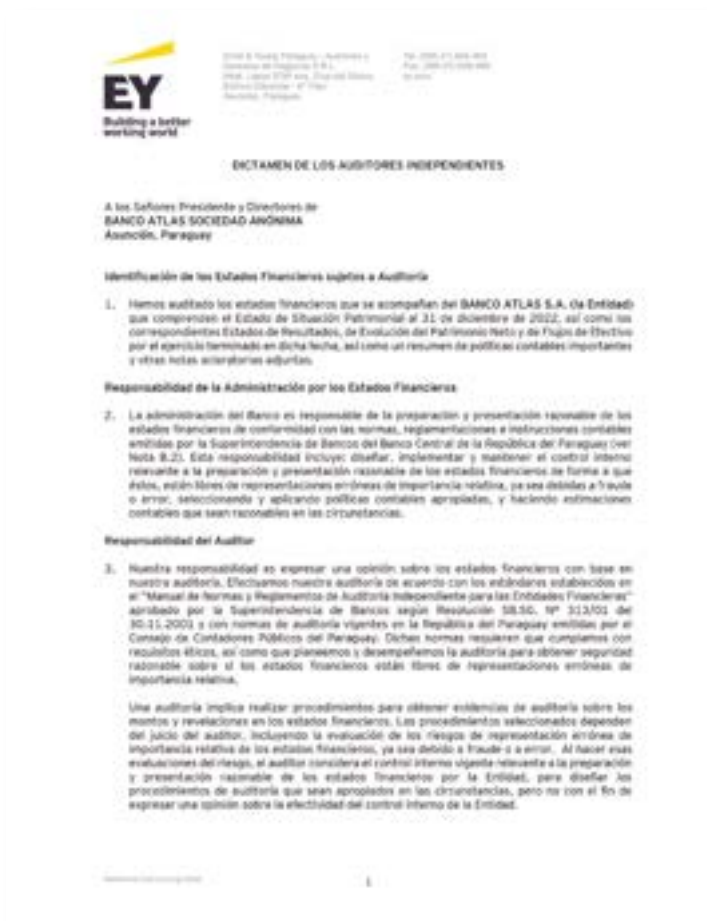 EY
Building a better
working world
DICTAMEN DE LOS AUDITORES INDEPENDIENTES
A los Señores Presidente y Directores de
BANCO ATLAS SOCIEDAD ANÓNIMA
Asunción, Paraguay
Identificación de los Estados Financieros sujetos a Auditoría
1. Hemos auditado los estados financieros que se acompañan del BANCO ATLAS S.A. (la Entidad)
que comprenden el Estado de Situación Patrimonial al 31 de diciembre de 2022, así como los
correspondientes Estados de Resultados, de Evolución del Patrimonio Neto y de Flujos de Efectivo
por el ejercicio terminado en dicha fecha, así como un resumen de políticas contables importantes
y otras notas aclaratorias adjuntas.
Responsabilidad de la Administración por los Estados Financieros
2. La administración del Banco es responsable de la preparación y presentación razonable de los
estados financieros de conformidad con las normas, reglamentaciones e instrucciones contables
emitidas por la Superintendencia de Bancos del Banco Central de la República del Paraguay (ver
Nota B.2). Esta responsabilidad incluye: diseñar, implementar y mantener el control interno
relevante a la preparación y presentación razonable de los estados financieros de forma a que
éstos, estén libres de representaciones erróneas de importancia relativa, ya sea debidas a fraude
o error, seleccionando y aplicando políticas contables apropiadas, y haciendo estimaciones
contables que sean razonables en las circunstancias.
Responsabilidad del Auditor
3. Nuestra responsabilidad es expresar una opinión sobre los estados financieros con base en
nuestra auditoría. Efectuamos nuestra auditoría de acuerdo con los estándares establecidos en
el "Manual de Normas y Reglamentos de Auditoría Independiente para las Entidades Financieras"
aprobado por la Superintendencia de Bancos según Resolución SB.SG. N° 313/01 del
30.11.2001 y con normas de auditoría vigentes en la República del Paraguay emitidas por el
Consejo de Contadores Públicos del Paraguay. Dichas normas requieren que cumplamos con
requisitos éticos, así como que planeemos y desempeñemos la auditoría para obtener seguridad
razonable sobre si los estados financieros están libres de representaciones erróneas de
importancia relativa.
Una auditoría implica realizar procedimientos para obtener evidencias de auditoría sobre los
montos y revelaciones en los estados financieros. Los procedimientos seleccionados dependen
del juicio del auditor, incluyendo la evaluación de los riesgos de representación errónea de
importancia relativa de los estados financieros, ya sea debido a fraude o a error. Al hacer esas
evaluaciones del riesgo, el auditor considera el control interno vigente relevante a la preparación
y presentación razonable de los estados financieros por la Entidad, para diseñar los
procedimientos de auditoría que sean apropiados en las circunstancias, pero no con el fin de
expresar una opinión sobre la efectividad del control interno de la Entidad.
1